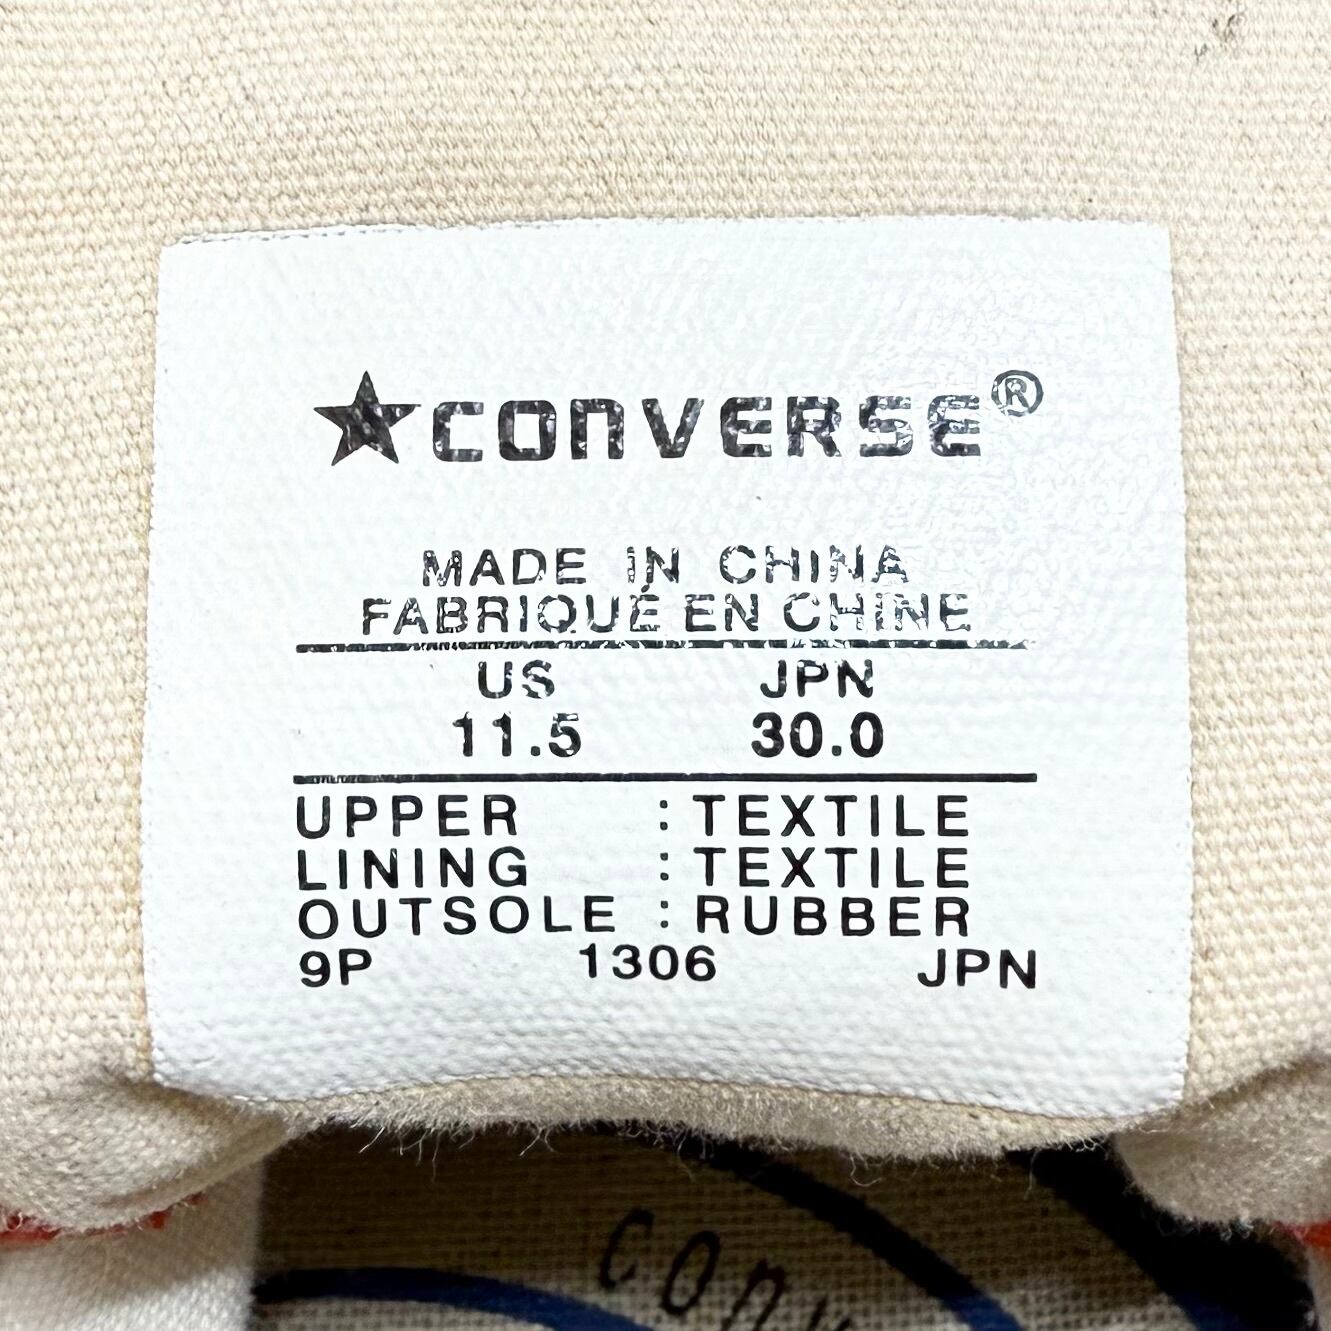 ★CONVERSE®
MADE IN CHINA
FABRIQUÉ EN CHINE
US JPN
11.5 30.0
UPPER : TEXTILE
LINING : TEXTILE
OUTSOLE : RUBBER
9P 1306 JPN